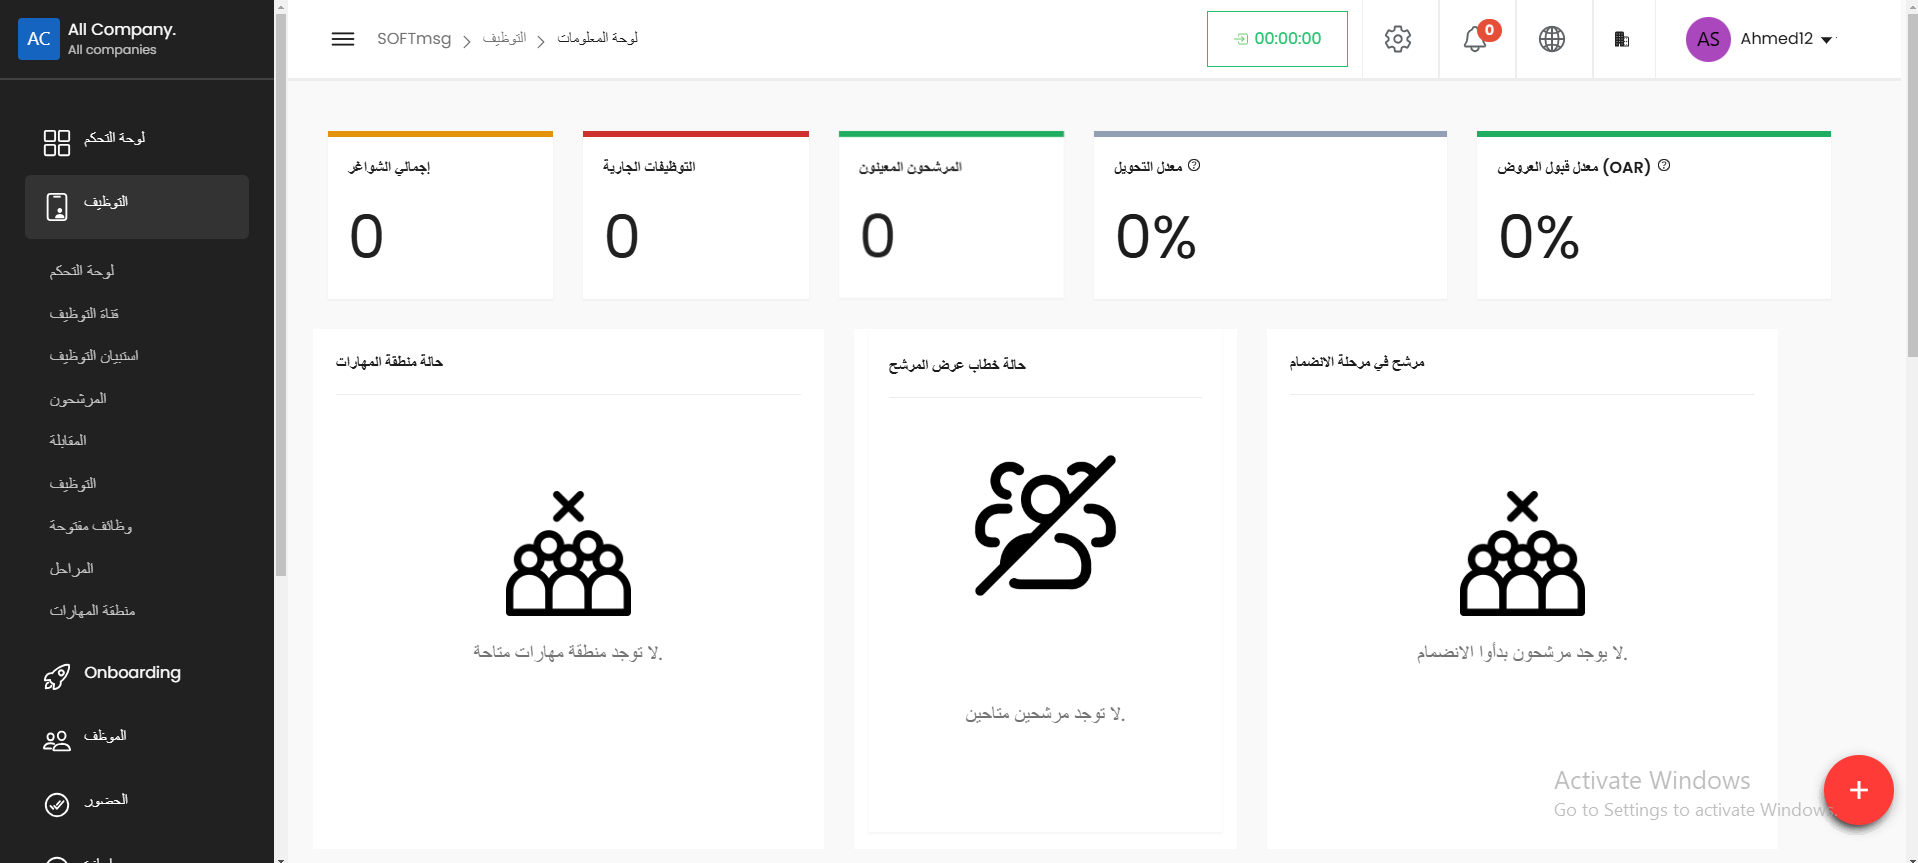 AC
All Company.
All companies
SOFTmsg
التوظيف
لوحة المعلومات
00:00:00
0
AS
Ahmed12
لوحة التحكم
التوظيف
لوحة التحكم
قناة التوظيف
استبيان التوظيف
المرشحون
المقابلة
التوظيف
وظائف مفتوحة
المراحل
منطقة المهارات
Onboarding
الموظف
الحضور
إجمالي الشواغر
0
التوظيفات الجارية
0
المرشحون المعينون
0
معدل التحويل
0%
معدل قبول العروض (OAR)
0%
حالة منطقة المهارات
لا توجد منطقة مهارات متاحة.
حالة خطاب عرض المرشح
لا توجد مرشحين متاحين.
مرشح في مرحلة الانضمام
لا يوجد مرشحون بدأوا الانضمام.
Activate Windows
Go to Settings to activate Windows.